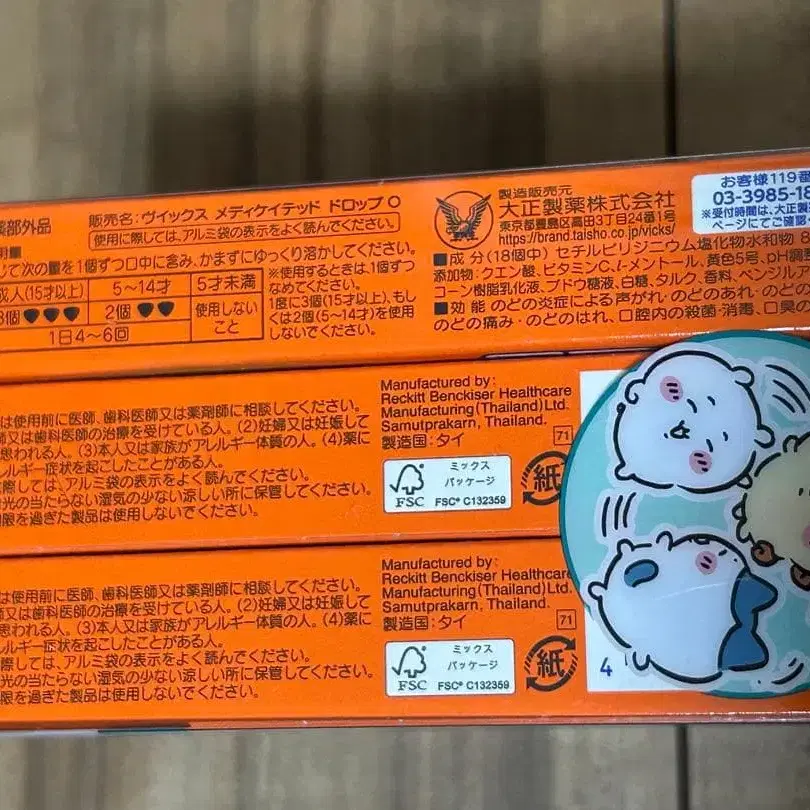 薬部外品
販売名:ヴイックス メディケイテッド ドロップ O
使用に際しては、アルミ袋の表示をよく読んでください。
じて次の量を1個ずつ口中に含み、かまずにゆっくり溶かしてください。
成人(15才以上) 5~14才 5才未満
3個 2個 使用しないこと
1日4~6回
※使用するときは、1個ずつ
なめてください。
1度に3個(15才以上)、もし
くは2個(5~14才)を使用
しないでください。
製造販売元
大正製薬株式会社
東京都豊島区高田3丁目24番1号
https://brand.taisho.co.jp/vicks/
お客様119番
03-3985-18
※受付時間は、大正製
ページにてご確認
■成分(18個中) セチルピリジニウム塩化物水和物
添加物:クエン酸、ビタミンC、l-メントール、黄色5号、pH調整
コーン樹脂乳化液、ブドウ糖液、白糖、タルク、香料、ベンジルアル
■効能 のどの炎症による声がれ・のどのあれ・のどの
のどの痛み・のどのはれ、口腔内の殺菌・消毒、口臭の
は使用前に医師、歯科医師又は薬剤師に相談してください。
又は歯科医師の治療を受けている人。(2)妊婦又は妊娠して
思われる人。(3)本人又は家族がアレルギー体質の人。(4)薬に
レルギー症状を起こしたことがある人。
際しては、アルミ袋の表示をよく読んでください。
光の当たらない湿気の少ない涼しい所に保管してください。
限を過ぎた製品は使用しないでください。
Manufactured by:
Reckitt Benckiser Healthcare
Manufacturing(Thailand)Ltd.
Samutprakarn, Thailand.
製造国:タイ
71
FSC
ミックス
パッケージ
FSC® C132359
紙
は使用前に医師、歯科医師又は薬剤師に相談してください。
又は歯科医師の治療を受けている人。(2)妊婦又は妊娠して
思われる人。(3)本人又は家族がアレルギー体質の人。(4)薬に
レルギー症状を起こしたことがある人。
際しては、アルミ袋の表示をよく読んでください。
光の当たらない湿気の少ない涼しい所に保管してください。
限を過ぎた製品は使用しないでください。
Manufactured by:
Reckitt Benckiser Healthcare
Manufacturing(Thailand)Ltd.
Samutprakarn, Thailand.
製造国:タイ
71
FSC
ミックス
パッケージ
FSC® C132359
紙
4